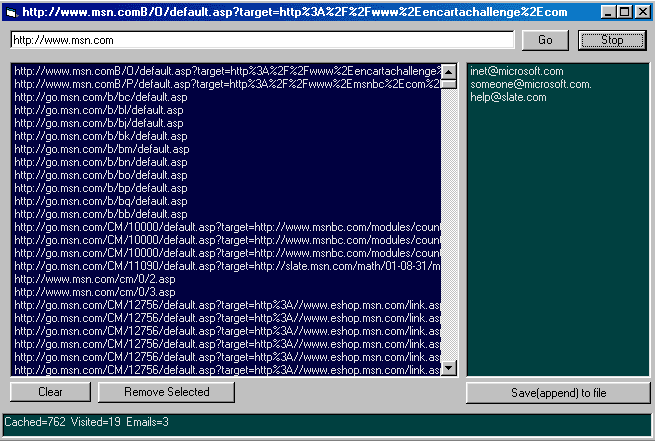 http://www.msn.comB/O/default.asp?target=http%3A%2F%2Fwww%2Eencartachallenge%2Ecom
http://www.msn.com
Go
Stop
http://www.msn.comB/O/default.asp?target=http%3A%2F%2Fwww%2Eencartachallenge%
http://www.msn.comB/P/default.asp?target=http%3A%2F%2Fwww%2Emsnbc%2Ecom%2
http://go.msn.com/b/bc/default.asp
http://go.msn.com/b/bl/default.asp
http://go.msn.com/b/bj/default.asp
http://go.msn.com/b/bk/default.asp
http://go.msn.com/b/bm/default.asp
http://go.msn.com/b/bn/default.asp
http://go.msn.com/b/bo/default.asp
http://go.msn.com/b/bp/default.asp
http://go.msn.com/b/bq/default.asp
http://go.msn.com/b/bb/default.asp
http://go.msn.com/CM/10000/default.asp?target=http://www.msnbc.com/modules/count
http://go.msn.com/CM/10000/default.asp?target=http://www.msnbc.com/modules/count
http://go.msn.com/CM/10000/default.asp?target=http://www.msnbc.com/modules/count
http://go.msn.com/CM/11090/default.asp?target=http://slate.msn.com/math/01-08-31/m
http://www.msn.com/cm/0/2.asp
http://www.msn.com/cm/0/3.asp
http://go.msn.com/CM/12756/default.asp?target=http%3A//www.eshop.msn.com/link.asp
http://go.msn.com/CM/12756/default.asp?target=http%3A//www.eshop.msn.com/link.asp
http://go.msn.com/CM/12756/default.asp?target=http%3A//www.eshop.msn.com/link.asp
http://go.msn.com/CM/12756/default.asp?target=http%3A//www.eshop.msn.com/link.asp
http://go.msn.com/CM/12756/default.asp?target=http%3A//www.eshop.msn.com/link.asp
http://go.msn.com/CM/12756/default.asp?target=http%3A//www.eshop.msn.com/link.asp
inet@microsoft.com
someone@microsoft.com.
help@slate.com
Clear
Remove Selected
Save(append) to file
Cached=762 Visited=19 Emails=3